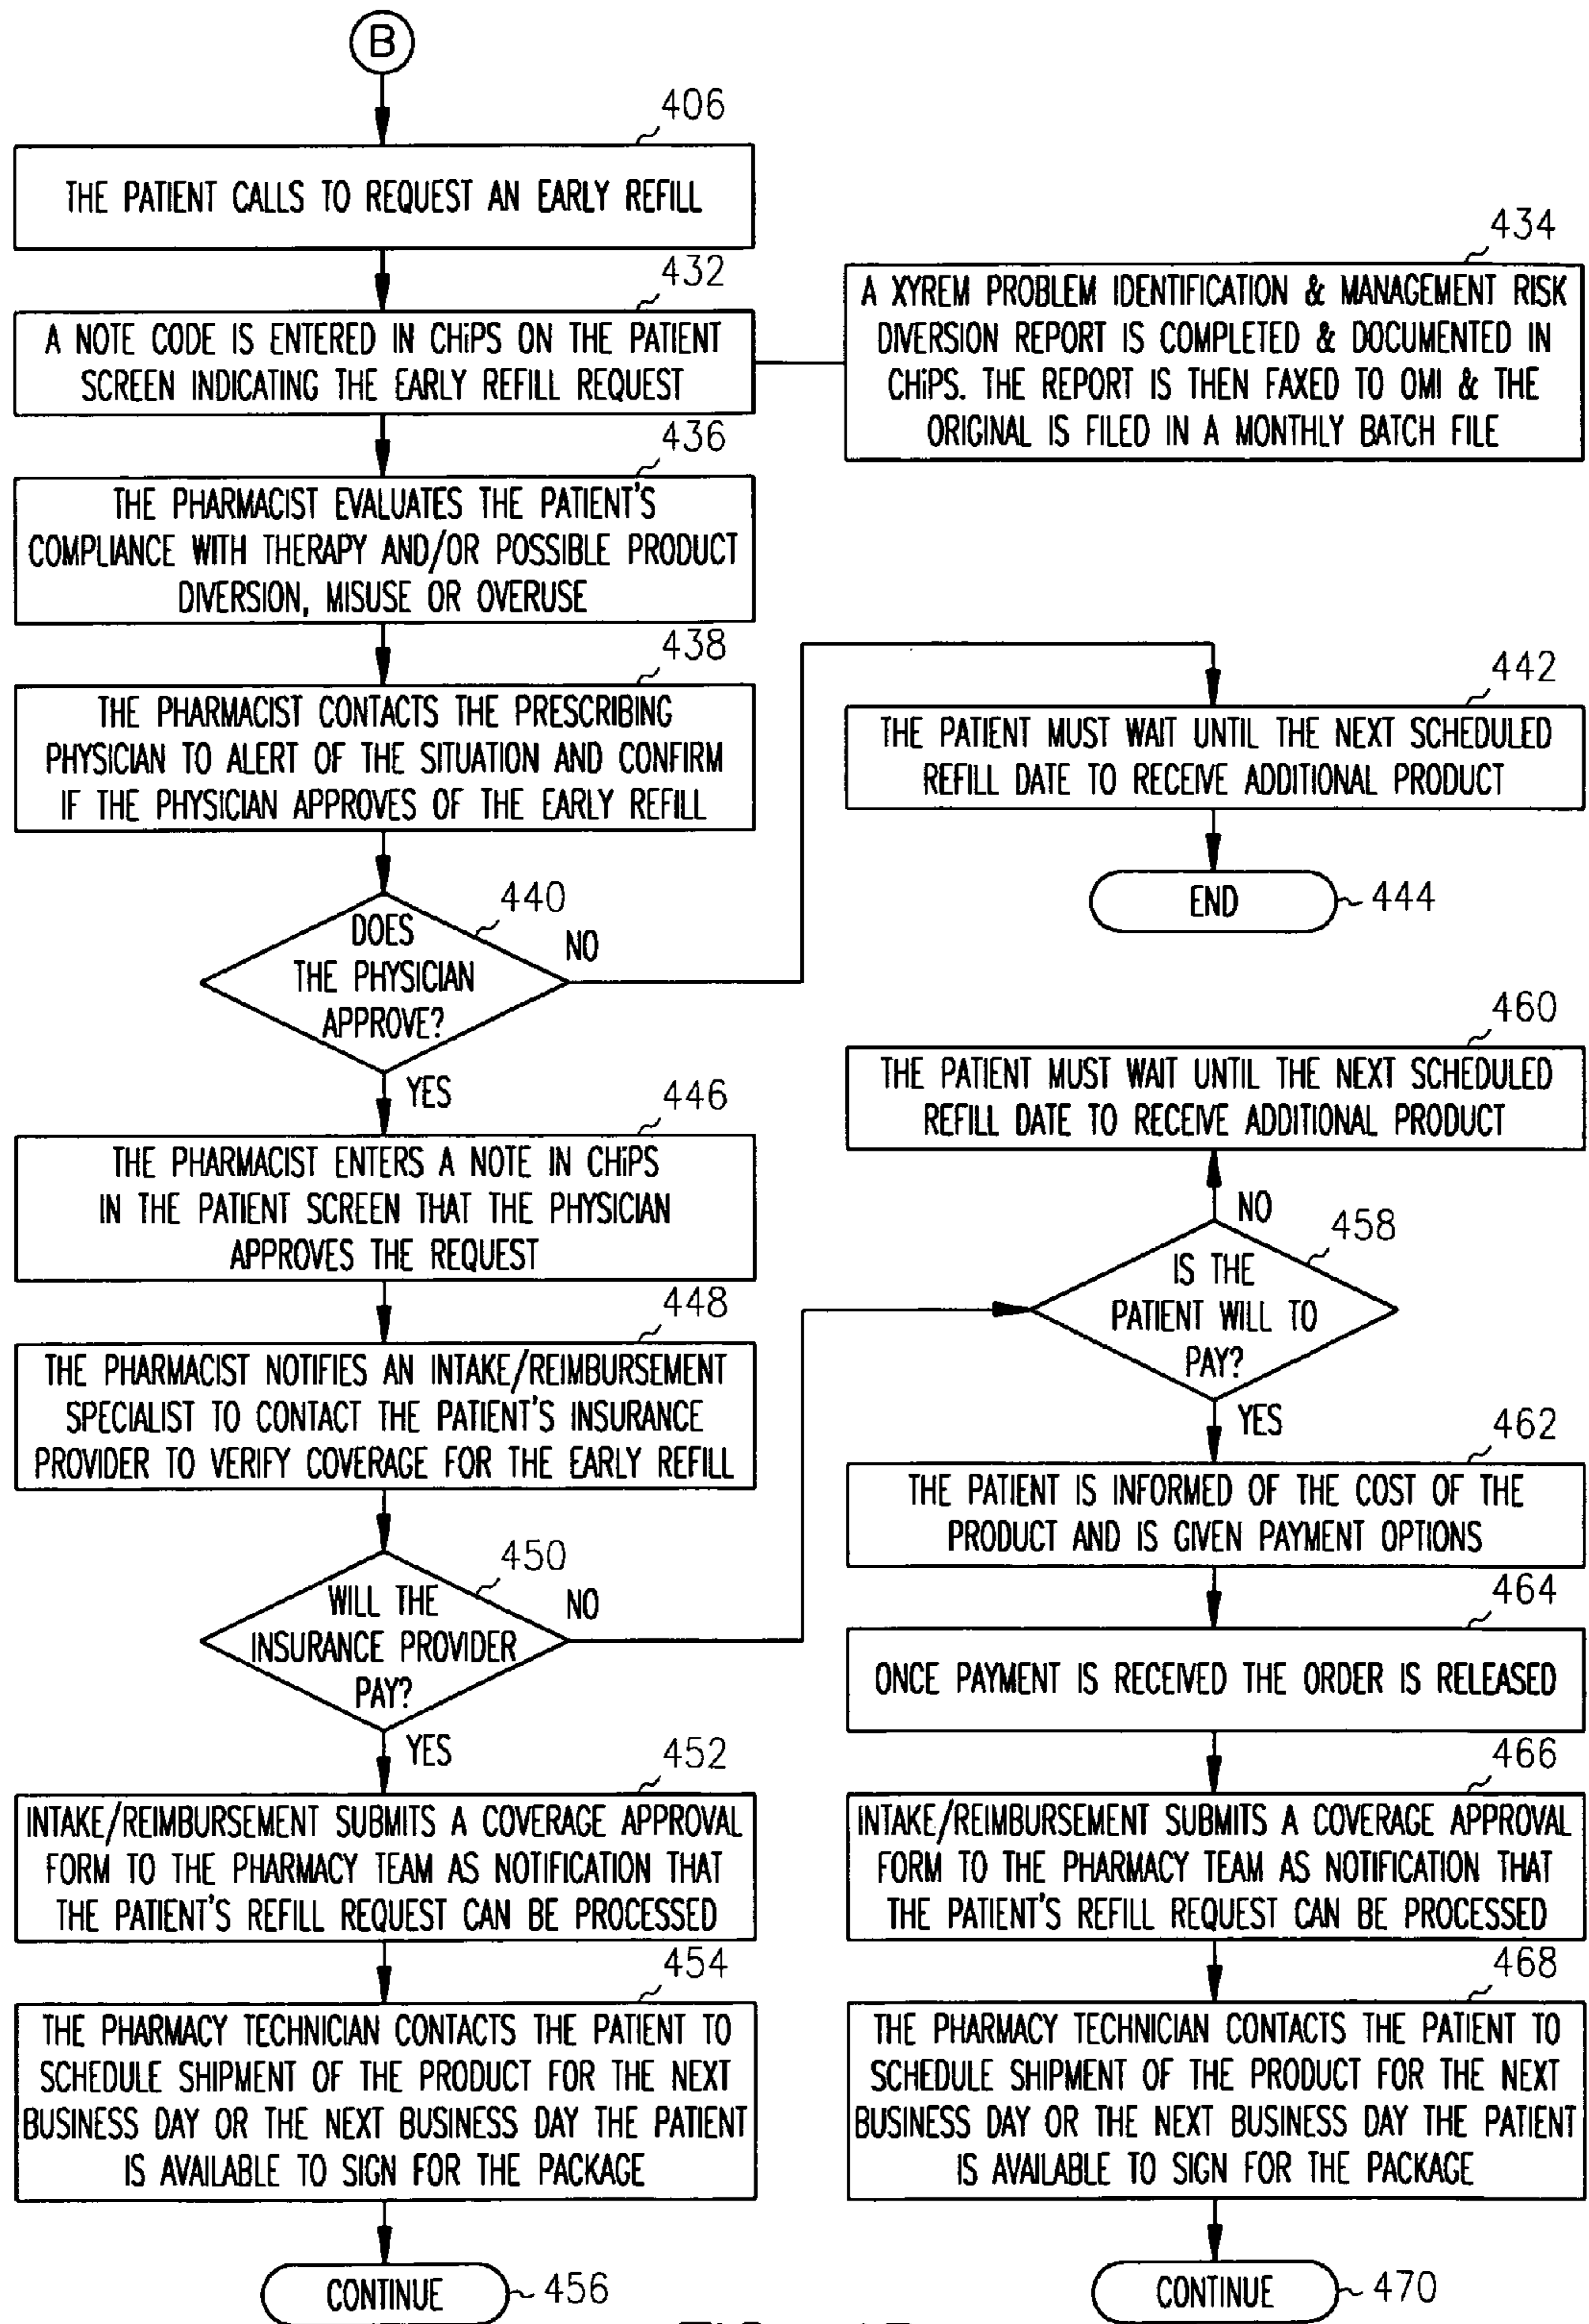 B
406
THE PATIENT CALLS TO REQUEST AN EARLY REFILL
432
A NOTE CODE IS ENTERED IN CHiPS ON THE PATIENT
SCREEN INDICATING THE EARLY REFILL REQUEST
434
A XYREM PROBLEM IDENTIFICATION & MANAGEMENT RISK
DIVERSION REPORT IS COMPLETED & DOCUMENTED IN
CHiPS. THE REPORT IS THEN FAXED TO OMI & THE
ORIGINAL IS FILED IN A MONTHLY BATCH FILE
436
THE PHARMACIST EVALUATES THE PATIENT'S
COMPLIANCE WITH THERAPY AND/OR POSSIBLE PRODUCT
DIVERSION, MISUSE OR OVERUSE
438
THE PHARMACIST CONTACTS THE PRESCRIBING
PHYSICIAN TO ALERT OF THE SITUATION AND CONFIRM
IF THE PHYSICIAN APPROVES OF THE EARLY REFILL
440
DOES
THE PHYSICIAN
APPROVE?
NO
YES
442
THE PATIENT MUST WAIT UNTIL THE NEXT SCHEDULED
REFILL DATE TO RECEIVE ADDITIONAL PRODUCT
END
444
446
THE PHARMACIST ENTERS A NOTE IN CHiPS
IN THE PATIENT SCREEN THAT THE PHYSICIAN
APPROVES THE REQUEST
448
THE PHARMACIST NOTIFIES AN INTAKE/REIMBURSEMENT
SPECIALIST TO CONTACT THE PATIENT'S INSURANCE
PROVIDER TO VERIFY COVERAGE FOR THE EARLY REFILL
450
WILL THE
INSURANCE PROVIDER
PAY?
NO
YES
452
INTAKE/REIMBURSEMENT SUBMITS A COVERAGE APPROVAL
FORM TO THE PHARMACY TEAM AS NOTIFICATION THAT
THE PATIENT'S REFILL REQUEST CAN BE PROCESSED
454
THE PHARMACY TECHNICIAN CONTACTS THE PATIENT TO
SCHEDULE SHIPMENT OF THE PRODUCT FOR THE NEXT
BUSINESS DAY OR THE NEXT BUSINESS DAY THE PATIENT
IS AVAILABLE TO SIGN FOR THE PACKAGE
CONTINUE
456
460
THE PATIENT MUST WAIT UNTIL THE NEXT SCHEDULED
REFILL DATE TO RECEIVE ADDITIONAL PRODUCT
NO
458
IS THE
PATIENT WILL TO
PAY?
YES
462
THE PATIENT IS INFORMED OF THE COST OF THE
PRODUCT AND IS GIVEN PAYMENT OPTIONS
464
ONCE PAYMENT IS RECEIVED THE ORDER IS RELEASED
466
INTAKE/REIMBURSEMENT SUBMITS A COVERAGE APPROVAL
FORM TO THE PHARMACY TEAM AS NOTIFICATION THAT
THE PATIENT'S REFILL REQUEST CAN BE PROCESSED
468
THE PHARMACY TECHNICIAN CONTACTS THE PATIENT TO
SCHEDULE SHIPMENT OF THE PRODUCT FOR THE NEXT
BUSINESS DAY OR THE NEXT BUSINESS DAY THE PATIENT
IS AVAILABLE TO SIGN FOR THE PACKAGE
CONTINUE
470